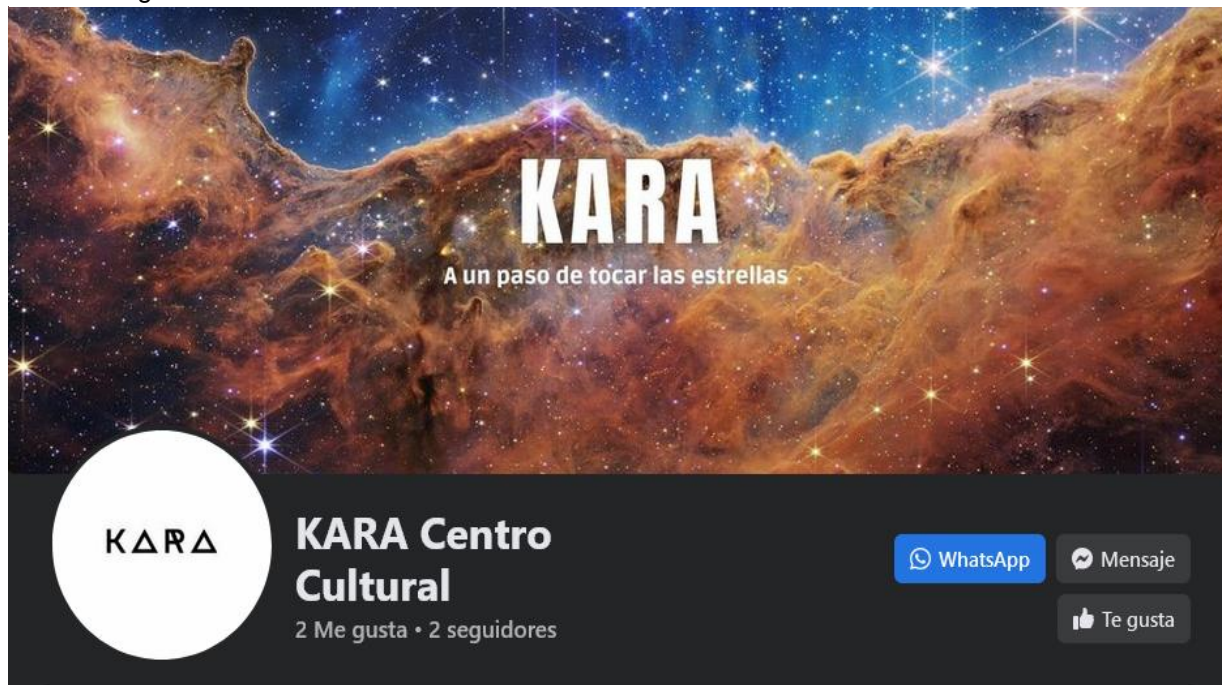 KARA
A un paso de tocar las estrellas
KARA
KARA Centro
Cultural
2 Me gusta • 2 seguidores
WhatsApp
Mensaje
Te gusta